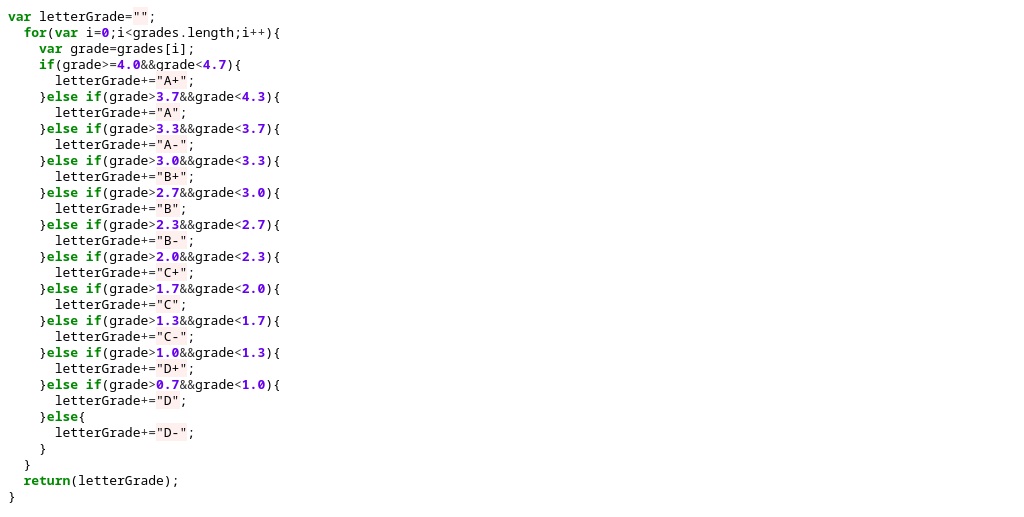 var letterGrade="";
for(var i=0;i<grades.length;i++){
var grade=grades[i];
if(grade>=4.0&&grade<4.7){
letterGrade+="A+";
}else if(grade>3.7&&grade<4.3){
letterGrade+="A";
}else if(grade>3.3&&grade<3.7){
letterGrade+="A-";
}else if(grade>3.0&&grade<3.3){
letterGrade+="B+";
}else if(grade>2.7&&grade<3.0){
letterGrade+="B";
}else if(grade>2.3&&grade<2.7){
letterGrade+="B-";
}else if(grade>2.0&&grade<2.3){
letterGrade+="C+";
}else if(grade>1.7&&grade<2.0){
letterGrade+="C";
}else if(grade>1.3&&grade<1.7){
letterGrade+="C-";
}else if(grade>1.0&&grade<1.3){
letterGrade+="D+";
}else if(grade>0.7&&grade<1.0){
letterGrade+="D";
}else{
letterGrade+="D-";
}
}
return(letterGrade);
}